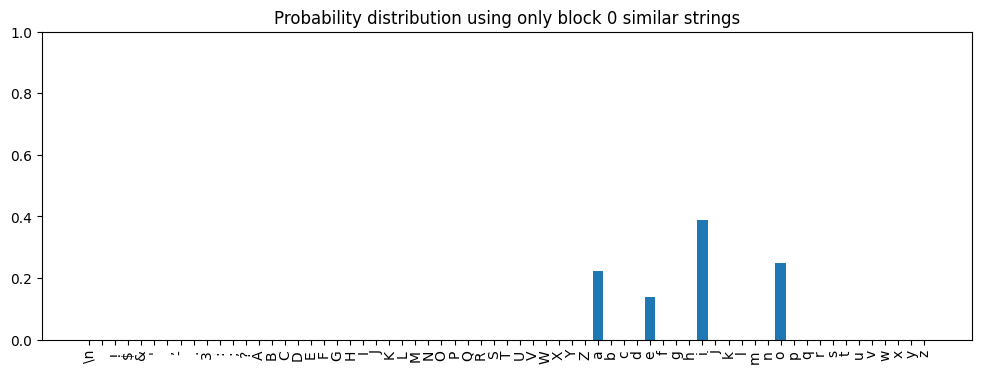 Probability distribution using only block 0 similar strings
1.0
0.8
0.6
0.4
0.2
0.0
\n
!
$
&
'
,
-
.
3
:
;
?
A
B
C
D
E
F
G
H
I
J
K
L
M
N
O
P
Q
R
S
T
U
V
W
X
Y
Z
a
b
c
d
e
f
g
h
i
j
k
l
m
n
o
p
q
r
s
t
u
v
w
x
y
z